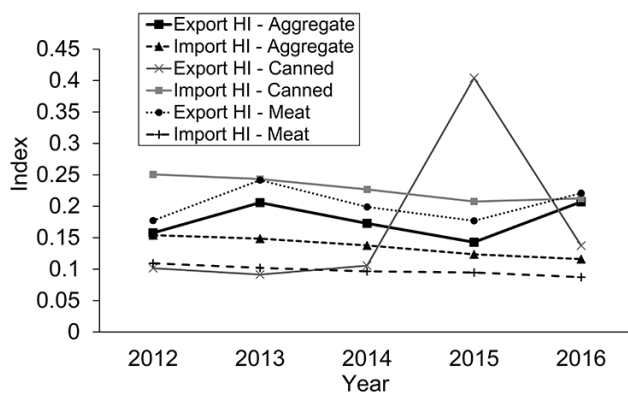 Export HI - Aggregate
Import HI - Aggregate
Export HI - Canned
Import HI - Canned
Export HI - Meat
Import HI - Meat
0.45
0.4
0.35
0.3
0.25
0.2
0.15
0.1
0.05
0
Index
2012 2013 2014 2015 2016
Year